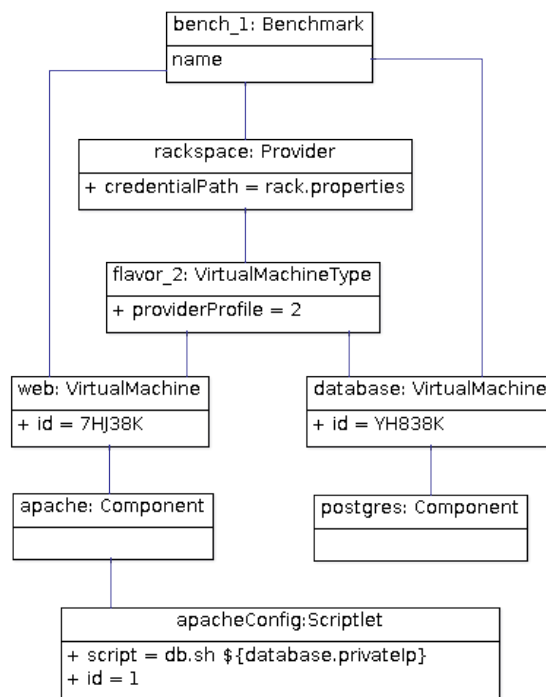 bench_1: Benchmark
name
rackspace: Provider
+ credentialPath = rack.properties
flavor_2: VirtualMachineType
+ providerProfile = 2
web: VirtualMachine
+ id = 7HJ38K
database: VirtualMachine
+ id = YH838K
apache: Component
postgres: Component
apacheConfig:Scriptlet
+ script = db.sh ${database.privateIp}
+ id = 1